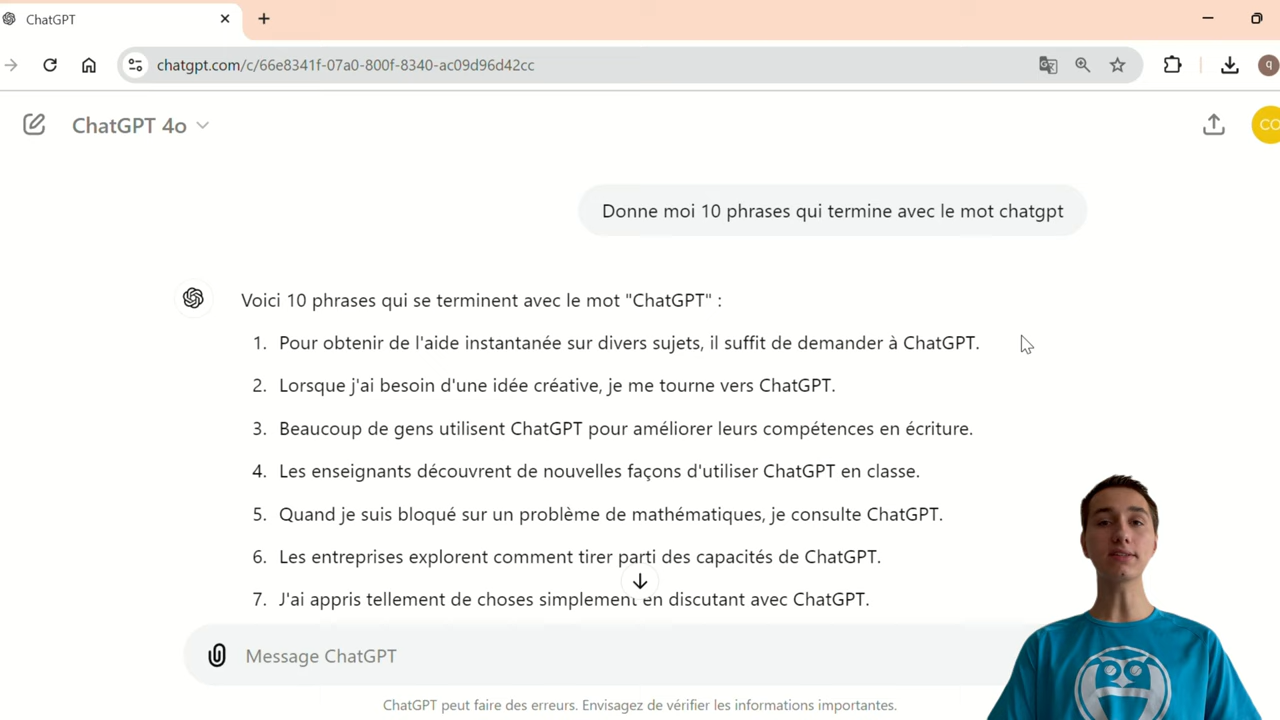 ChatGPT
chatgpt.com/c/66e8341f-07a0-800f-8340-ac09d96d42cc
q
ChatGPT 4o
CO
Donne moi 10 phrases qui termine avec le mot chatgpt
Voici 10 phrases qui se terminent avec le mot "ChatGPT" :
1. Pour obtenir de l'aide instantanée sur divers sujets, il suffit de demander à ChatGPT.
2. Lorsque j'ai besoin d'une idée créative, je me tourne vers ChatGPT.
3. Beaucoup de gens utilisent ChatGPT pour améliorer leurs compétences en écriture.
4. Les enseignants découvrent de nouvelles façons d'utiliser ChatGPT en classe.
5. Quand je suis bloqué sur un problème de mathématiques, je consulte ChatGPT.
6. Les entreprises explorent comment tirer parti des capacités de ChatGPT.
7. J'ai appris tellement de choses simplement en discutant avec ChatGPT.
Message ChatGPT
ChatGPT peut faire des erreurs. Envisagez de vérifier les informations importantes.